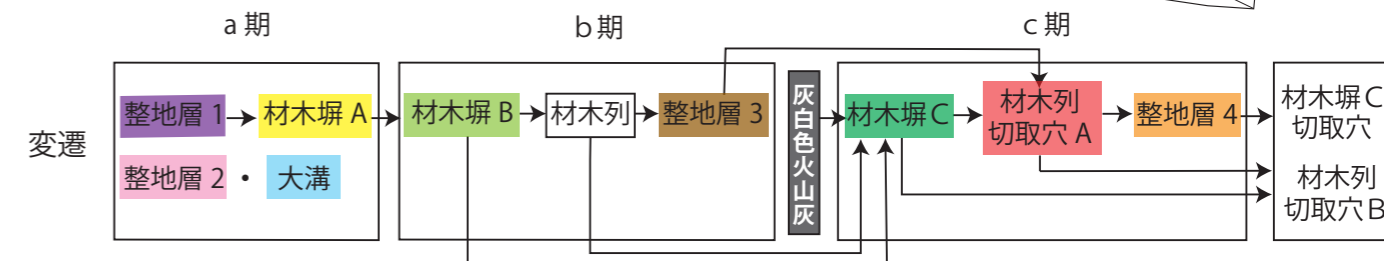 a 期
b 期
c 期
変遷
整地層 1
材木塀 A
整地層 2 ・ 大溝
材木塀 B
材木列
整地層 3
灰白色火山灰
材木塀 C
材木列
切取穴 A
整地層 4
材木塀 C
切取穴
材木列
切取穴 B